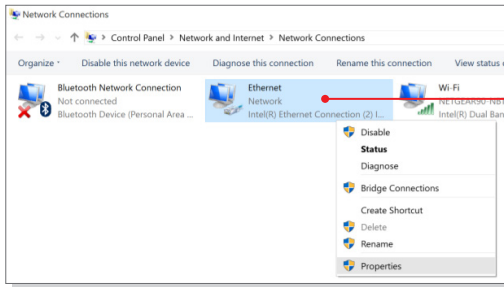 Network Connections
Control Panel > Network and Internet > Network Connections
Organize Disable this network device Diagnose this connection Rename this connection View status
Bluetooth Network Connection
Not connected
Bluetooth Device (Personal Area ...
Ethernet
Network
Intel(R) Ethernet Connection (2) I...
Wi-Fi
Intel(R) Dual Ban
Disable
Status
Diagnose
Bridge Connections
Create Shortcut
Delete
Rename
Properties